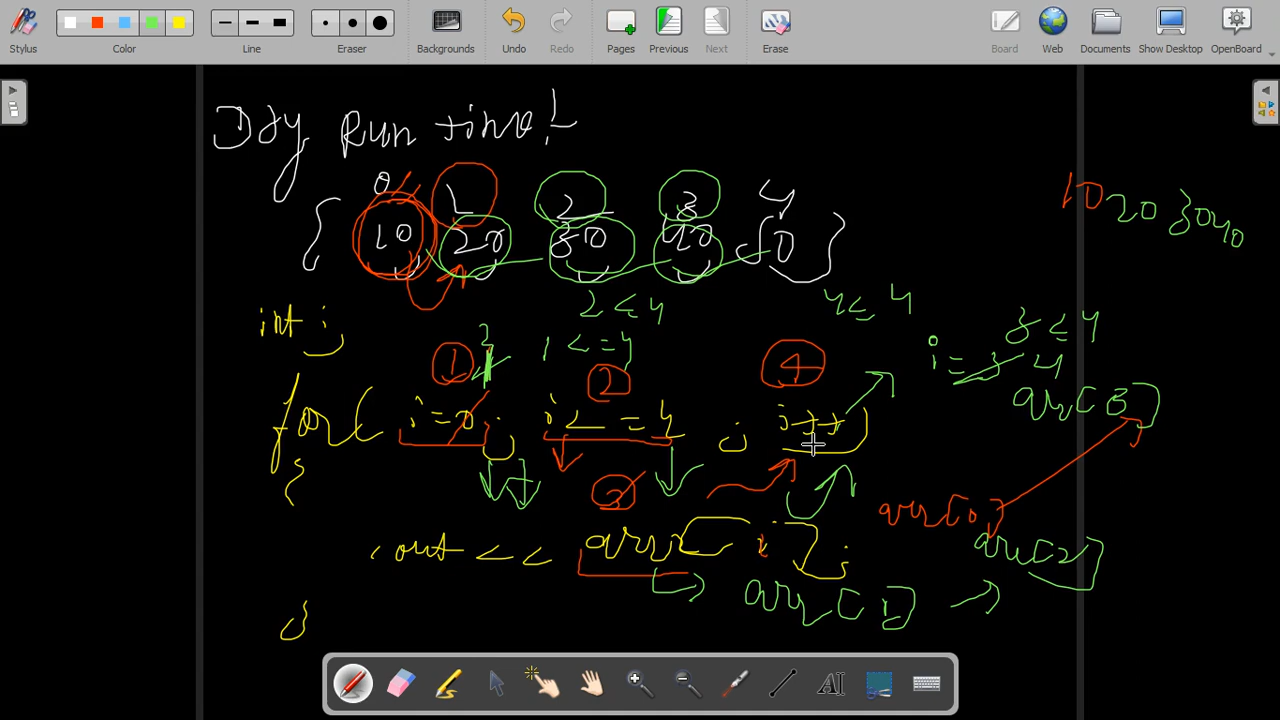 Stylus Color Line Eraser Backgrounds Undo Redo Pages Previous Next Erase Board Web Documents Show Desktop OpenBoard
Dry Run time!
0 1 2 3 4
{ 10 20 30 40 50 }
10 20 30 40
2 ≤ 4
4 ≤ 4
3 ≤ 4
int i;
1 <= 4
i = 3 4
1 2 4
arr[3]
for( i=0; i<=4; i++)
{
3
arr[0]
cout << arr[i];
arr[2]
arr[1]
}
AI